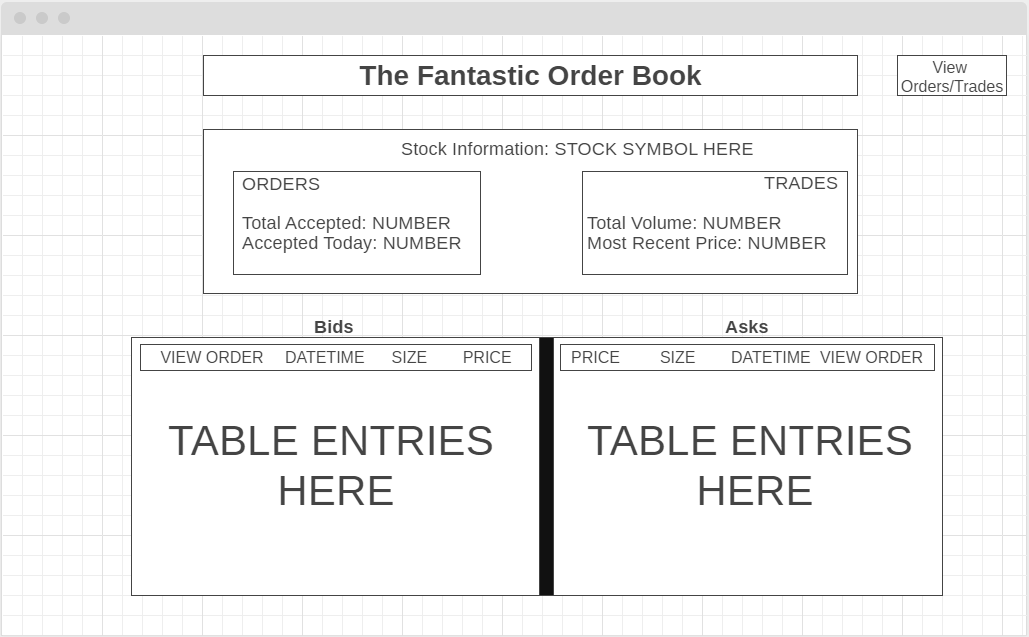 The Fantastic Order Book
View
Orders/Trades
Stock Information: STOCK SYMBOL HERE
ORDERS
Total Accepted: NUMBER
Accepted Today: NUMBER
TRADES
Total Volume: NUMBER
Most Recent Price: NUMBER
Bids
VIEW ORDER DATETIME SIZE PRICE
TABLE ENTRIES
HERE
Asks
PRICE SIZE DATETIME VIEW ORDER
TABLE ENTRIES
HERE